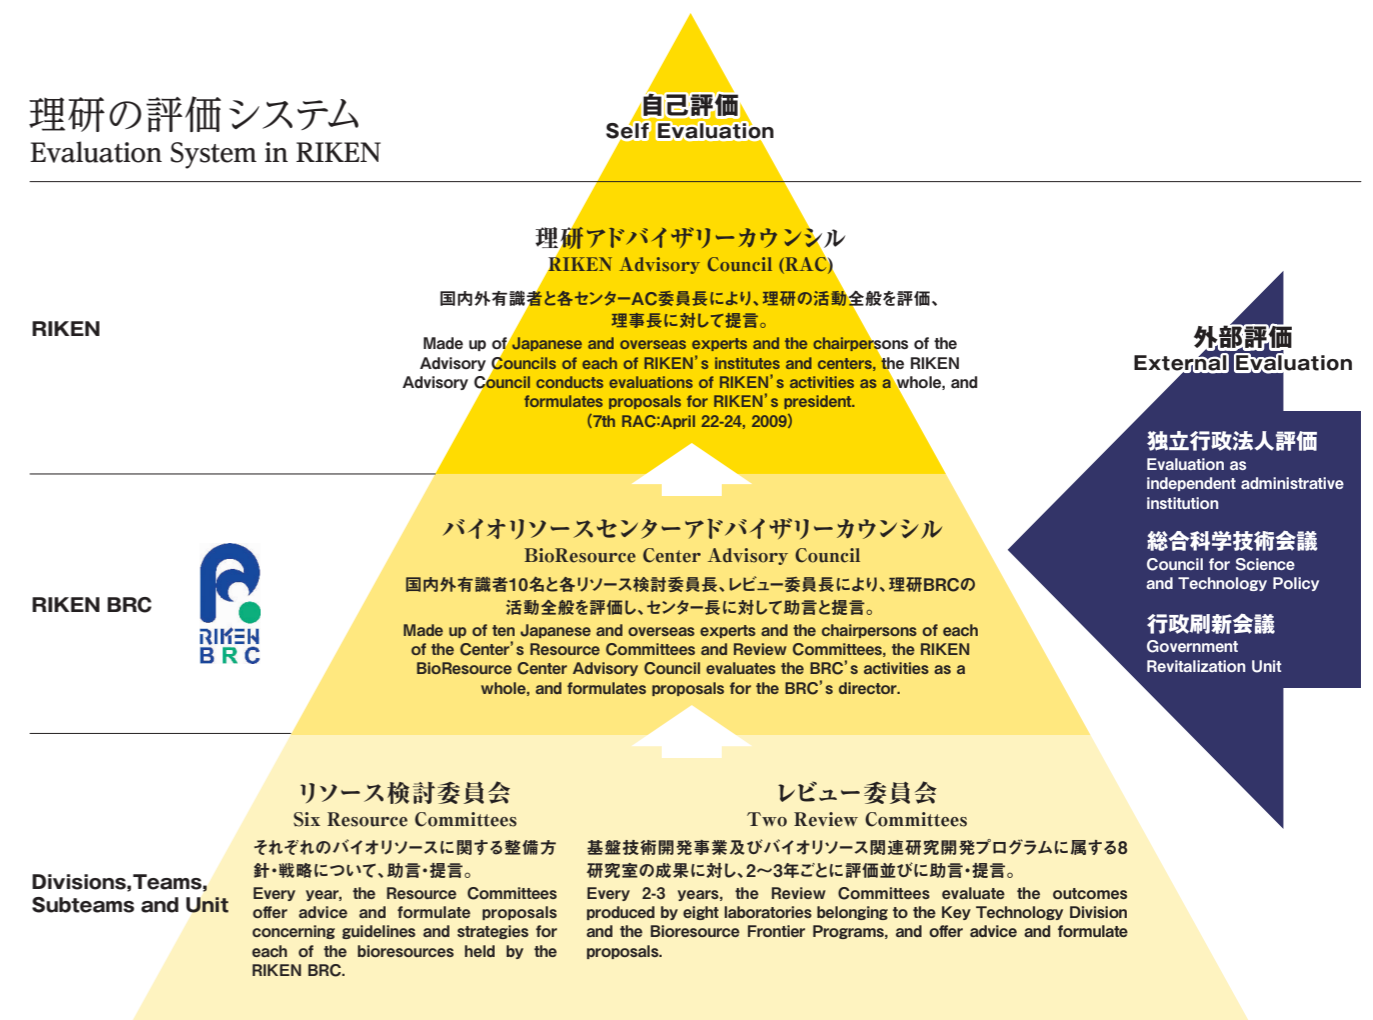 自己評価
Self Evaluation
理研の評価システム
Evaluation System in RIKEN
RIKEN
理研アドバイザリーカウンシル
RIKEN Advisory Council (RAC)
国内外有識者と各センターAC委員長により、理研の活動全般を評価、
理事長に対して提言。
Made up of Japanese and overseas experts and the chairpersons of the
Advisory Councils of each of RIKEN’s institutes and centers, the RIKEN
Advisory Council conducts evaluations of RIKEN’s activities as a whole, and
formulates proposals for RIKEN’s president.
（7th RAC:April 22-24, 2009）
外部評価
External Evaluation
独立行政法人評価
Evaluation as
independent administrative
institution
総合科学技術会議
Council for Science
and Technology Policy
行政刷新会議
Government
Revitalization Unit
RIKEN BRC
RIKEN
BRC
バイオリソースセンターアドバイザリーカウンシル
BioResource Center Advisory Council
国内外有識者10名と各リソース検討委員長、レビュー委員長により、理研BRCの
活動全般を評価し、センター長に対して助言と提言。
Made up of ten Japanese and overseas experts and the chairpersons of each
of the Center’s Resource Committees and Review Committees, the RIKEN
BioResource Center Advisory Council evaluates the BRC’s activities as a
whole, and formulates proposals for the BRC’s director.
Divisions,Teams,
Subteams and Unit
リソース検討委員会
Six Resource Committees
それぞれのバイオリソースに関する整備方
針・戦略について、助言・提言。
Every year, the Resource Committees
offer advice and formulate proposals
concerning guidelines and strategies for
each of the bioresources held by the
RIKEN BRC.
レビュー委員会
Two Review Committees
基盤技術開発事業及びバイオリソース関連研究開発プログラムに属する8
研究室の成果に対し、2〜3年ごとに評価並びに助言・提言。
Every 2-3 years, the Review Committees evaluate the outcomes
produced by eight laboratories belonging to the Key Technology Division
and the Bioresource Frontier Programs, and offer advice and formulate
proposals.